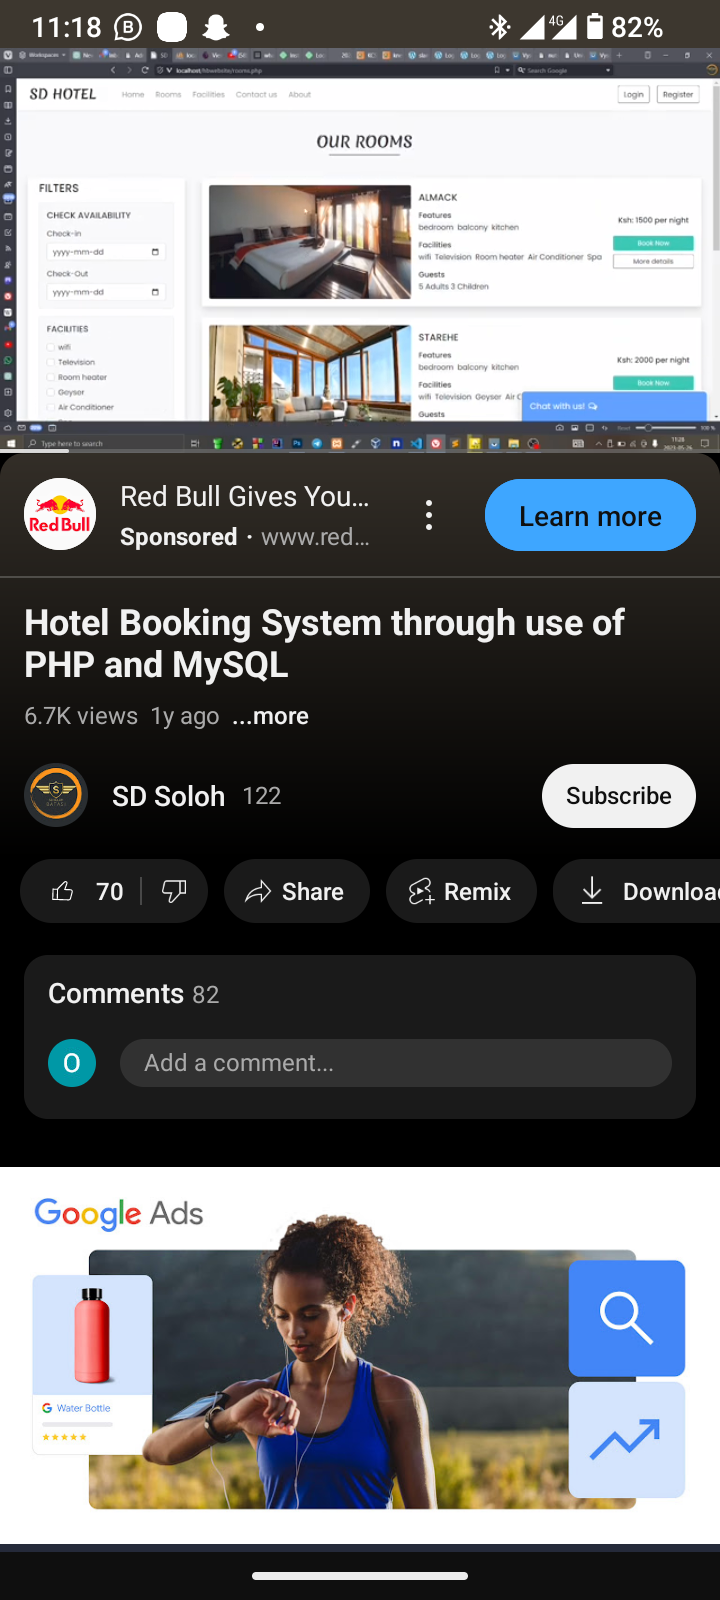 11:18
4G
82%
localhost/hbwebsite/rooms.php
Search Google
SD HOTEL
Home Rooms Facilities Contact us About
Login
Register
OUR ROOMS
FILTERS
CHECK AVAILABILITY
Check-in
yyyy-mm-dd
Check-Out
yyyy-mm-dd
FACILITIES
wifi
Television
Room heater
Geyser
Air Conditioner
ALMACK
Features
bedroom balcony kitchen
Facilities
wifi Television Room heater Air Conditioner Spa
Guests
5 Adults 3 Children
Ksh: 1500 per night
Book Now
More details
STAREHE
Features
bedroom balcony kitchen
Facilities
wifi Television Geyser Air C
Guests
Ksh: 2000 per night
Book Now
Chat with us!
Type here to search
Red Bull
Red Bull Gives You...
Sponsored · www.red...
Learn more
Hotel Booking System through use of
PHP and MySQL
6.7K views 1y ago ...more
SD Soloh 122
Subscribe
70
Share
Remix
Downloa
Comments 82
O
Add a comment...
Google Ads
G Water Bottle